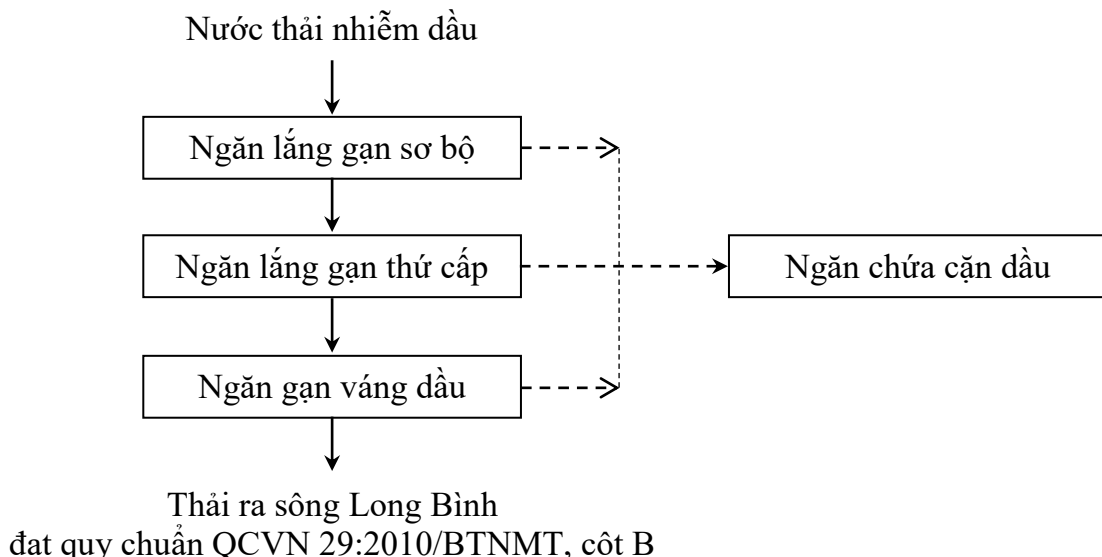 Nước thải nhiễm dầu
Ngăn lắng gạn sơ bộ
Ngăn lắng gạn thứ cấp
Ngăn chứa cặn dầu
Ngăn gạn váng dầu
Thải ra sông Long Bình
đạt quy chuẩn QCVN 29:2010/BTNMT, cột B